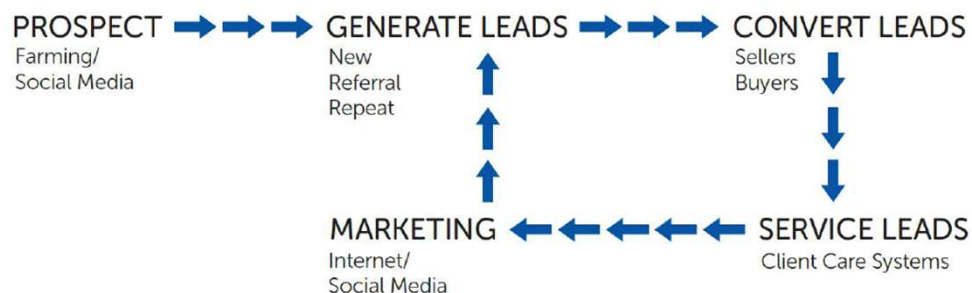 PROSPECT
Farming/
Social Media
GENERATE LEADS
New
Referral
Repeat
CONVERT LEADS
Sellers
Buyers
MARKETING
Internet/
Social Media
SERVICE LEADS
Client Care Systems